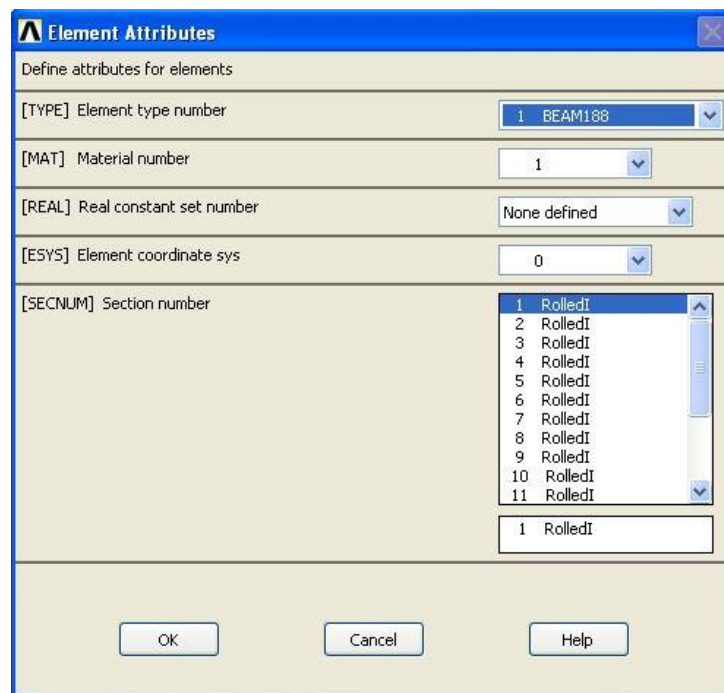 Element Attributes
Define attributes for elements
[TYPE] Element type number
1 BEAM188
[MAT] Material number
1
[REAL] Real constant set number
None defined
[ESYS] Element coordinate sys
0
[SECNUM] Section number
1 RolledI
2 RolledI
3 RolledI
4 RolledI
5 RolledI
6 RolledI
7 RolledI
8 RolledI
9 RolledI
10 RolledI
11 RolledI
1 RolledI
OK Cancel Help